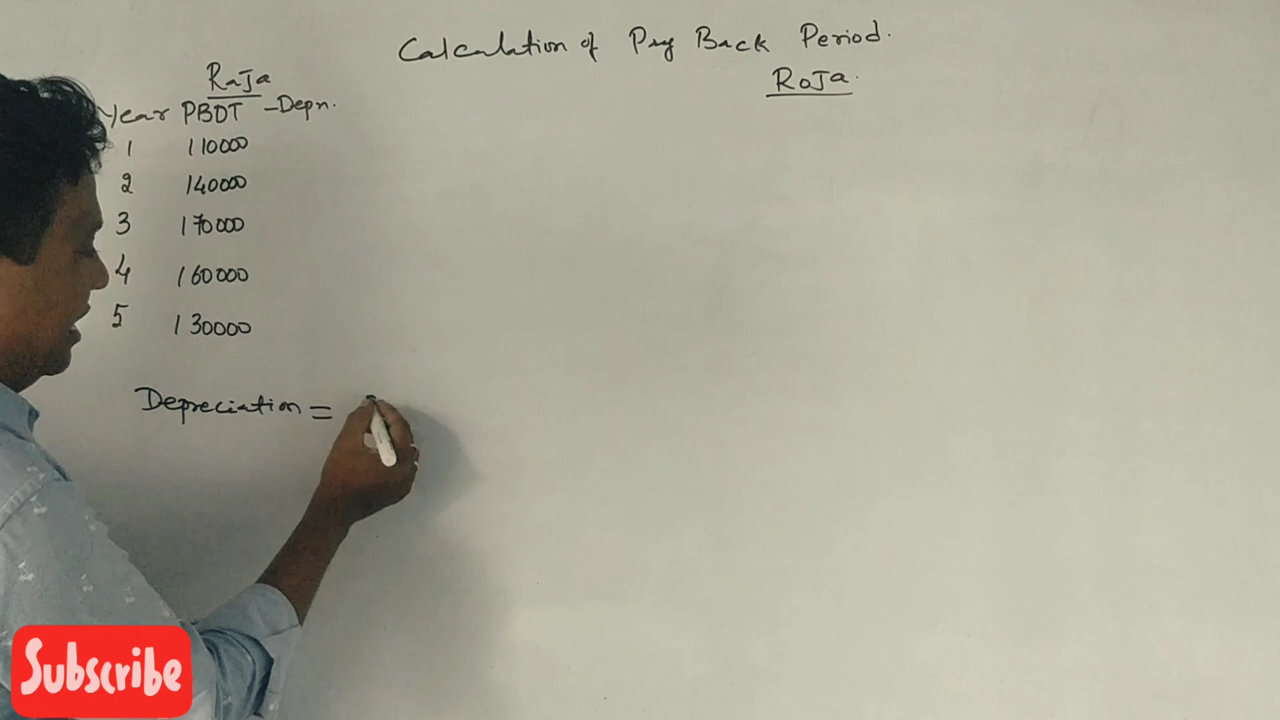 Calculation of Pay Back Period.
RaJa
RoJa.
Year PBDT -Depn.
1 110000
2 140000
3 170000
4 160000
5 130000
Depreciation =
Subscribe